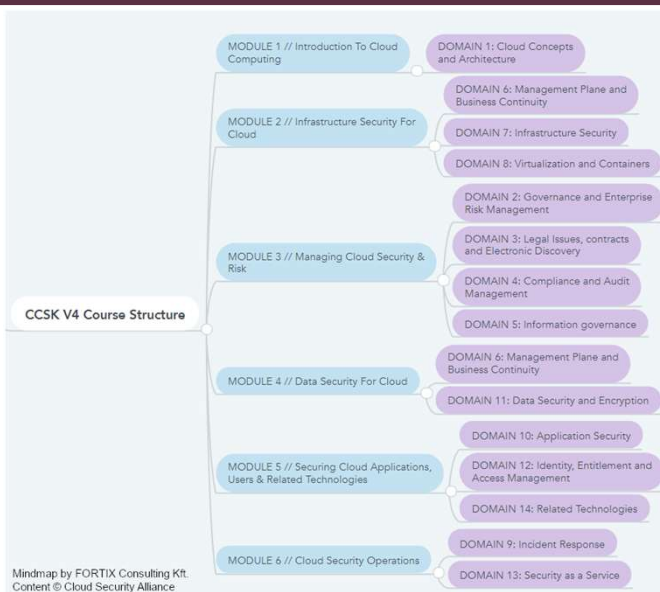 MODULE 1 // Introduction To Cloud
Computing
DOMAIN 1: Cloud Concepts
and Architecture
MODULE 2 // Infrastructure Security For
Cloud
DOMAIN 6: Management Plane and
Business Continuity
DOMAIN 7: Infrastructure Security
DOMAIN 8: Virtualization and Containers
MODULE 3 // Managing Cloud Security &
Risk
DOMAIN 2: Governance and Enterprise
Risk Management
DOMAIN 3: Legal Issues, contracts
and Electronic Discovery
DOMAIN 4: Compliance and Audit
Management
DOMAIN 5: Information governance
CCSK V4 Course Structure
MODULE 4 // Data Security For Cloud
DOMAIN 6: Management Plane and
Business Continuity
DOMAIN 11: Data Security and Encryption
MODULE 5 // Securing Cloud Applications,
Users & Related Technologies
DOMAIN 10: Application Security
DOMAIN 12: Identity, Entitlement and
Access Management
DOMAIN 14: Related Technologies
MODULE 6 // Cloud Security Operations
DOMAIN 9: Incident Response
DOMAIN 13: Security as a Service
Mindmap by FORTIX Consulting Kft.
Content © Cloud Security Alliance